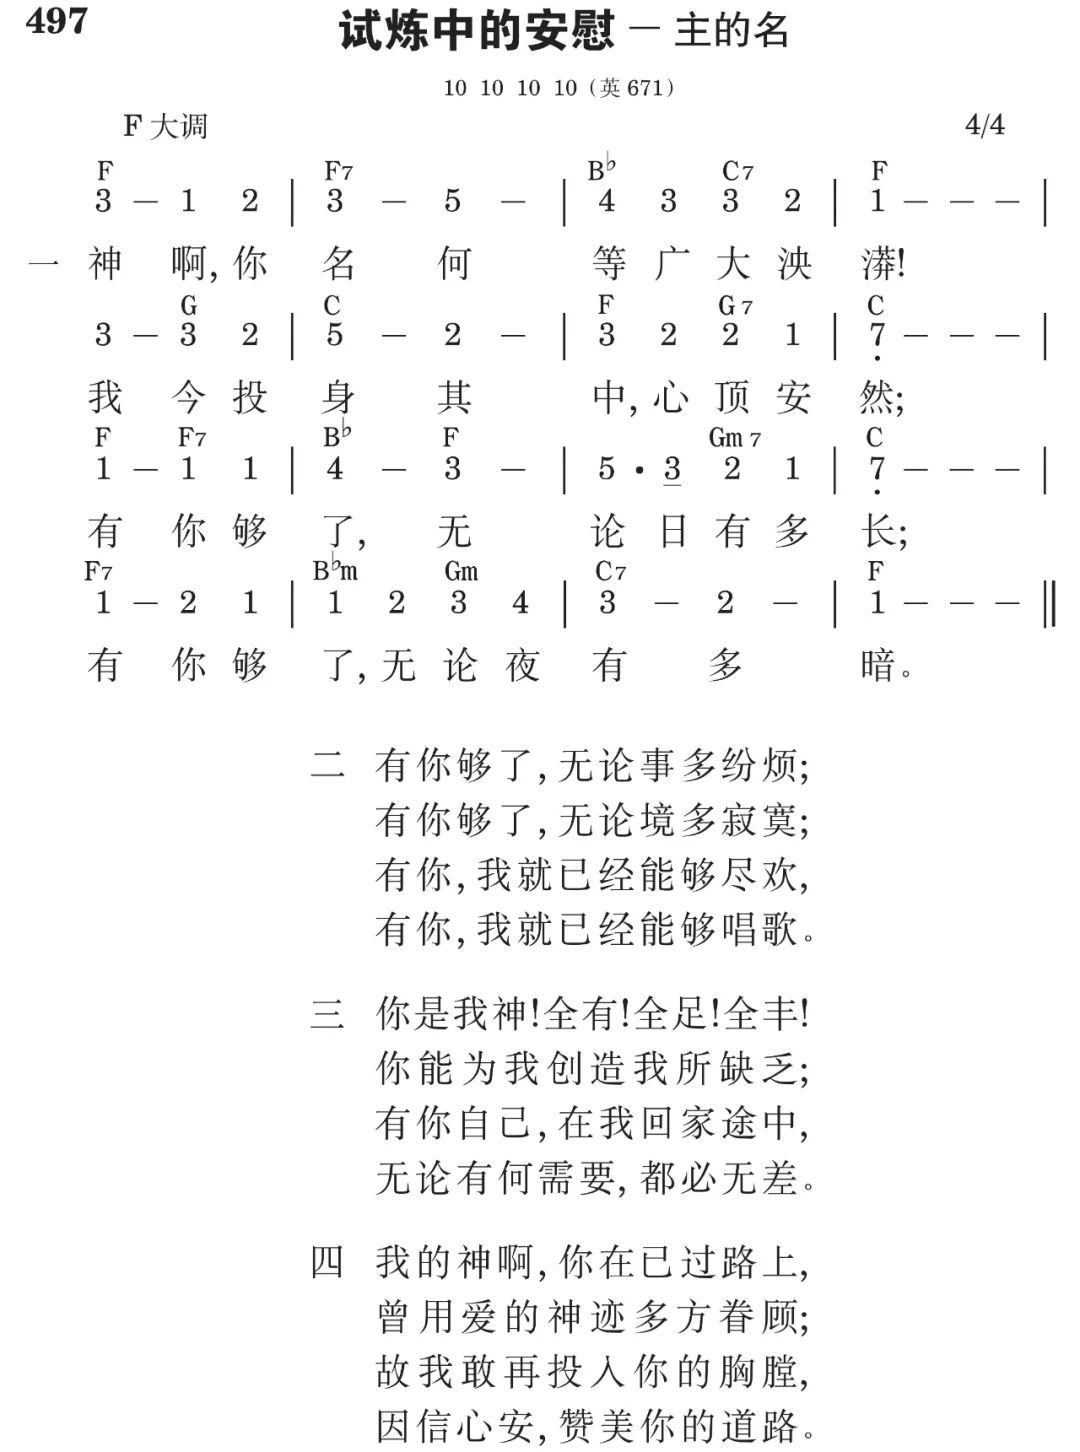 497 试炼中的安慰 － 主的名
10 10 10 10（英 671）
F 大调 4/4
F F7 B♭ C7 F
3 － 1 2 | 3 － 5 － | 4 3 3 2 | 1 － － － |
一 神 啊, 你 名 何 等 广 大 泱 漭!
G C F G7 C
3 － 3 2 | 5 － 2 － | 3 2 2 1 | 7̣ － － － |
我 今 投 身 其 中, 心 顶 安 然;
F F7 B♭ F Gm7 C
1 － 1 1 | 4 － 3 － | 5 · 3̲ 2 1 | 7̣ － － － |
有 你 够 了, 无 论 日 有 多 长;
F7 B♭m Gm C7 F
1 － 2 1 | 1 2 3 4 | 3 － 2 － | 1 － － － ‖
有 你 够 了, 无 论 夜 有 多 暗。
二 有你够了, 无论事多纷烦;
有你够了, 无论境多寂寞;
有你, 我就已经能够尽欢,
有你, 我就已经能够唱歌。
三 你是我神! 全有! 全足! 全丰!
你能为我创造我所缺乏;
有你自己, 在我回家途中,
无论有何需要, 都必无差。
四 我的神啊, 你在已过路上,
曾用爱的神迹多方眷顾;
故我敢再投入你的胸膛,
因信心安, 赞美你的道路。